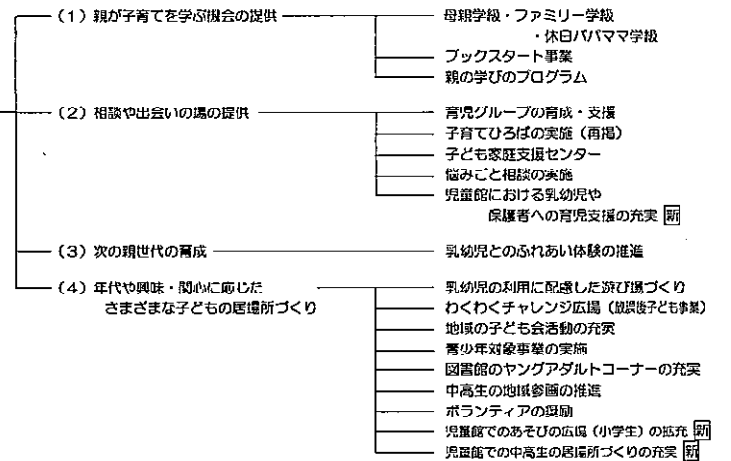 (1) 親が子育てを学ぶ機会の提供
母親学級・ファミリー学級
・休日パパママ学級
ブックスタート事業
親の学びのプログラム
(2) 相談や出会いの場の提供
育児グループの育成・支援
子育てひろばの実施（再掲）
子ども家庭支援センター
悩みごと相談の実施
児童館における乳幼児や
保護者への育児支援の充実 新
(3) 次の親世代の育成
乳幼児とのふれあい体験の推進
(4) 年代や興味・関心に応じた
さまざまな子どもの居場所づくり
乳幼児の利用に配慮した遊び場づくり
わくわくチャレンジ広場（放課後子ども事業）
地域の子ども会活動の充実
青少年対象事業の実施
図書館のヤングアダルトコーナーの充実
中高生の地域参画の推進
ボランティアの奨励
児童館でのあそびの広場（小学生）の拡充 新
児童館での中高生の居場所づくりの充実 新